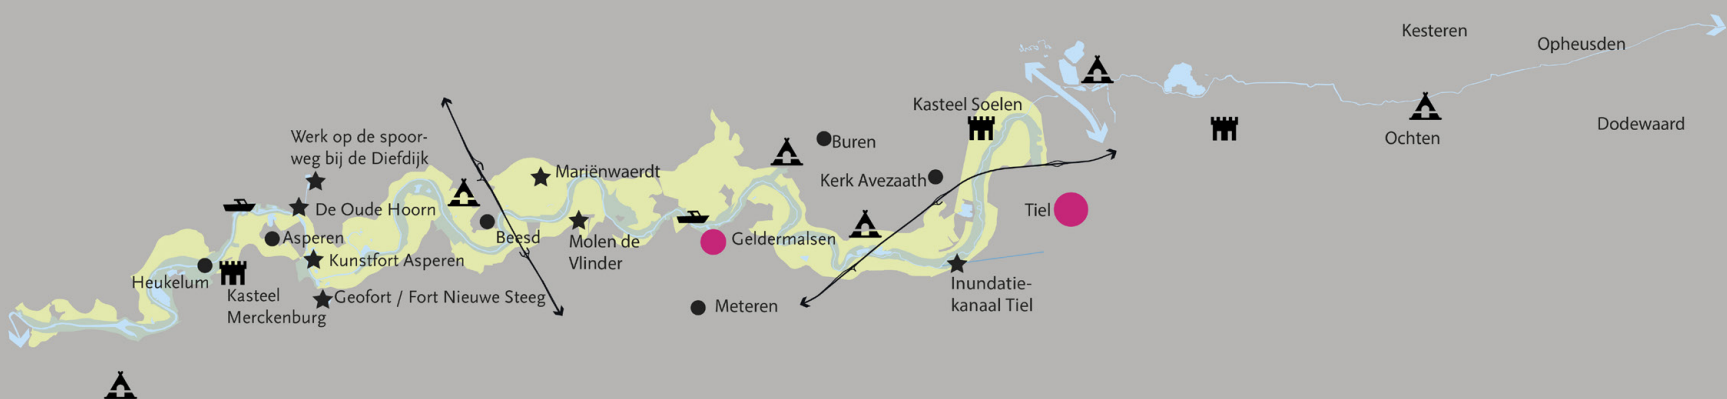 Kesteren
Opheusden
Kasteel Soelen
Dodewaard
Ochten
Werk op de spoor-
weg bij de Diefdijk
Buren
Mariënwaerdt
Kerk Avezaath
De Oude Hoorn
Tiel
Asperen
Beesd
Molen de
Vlinder
Geldermalsen
Kunstfort Asperen
Heukelum
Kasteel
Merckenburg
Geofort / Fort Nieuwe Steeg
Inundatie-
kanaal Tiel
Meteren